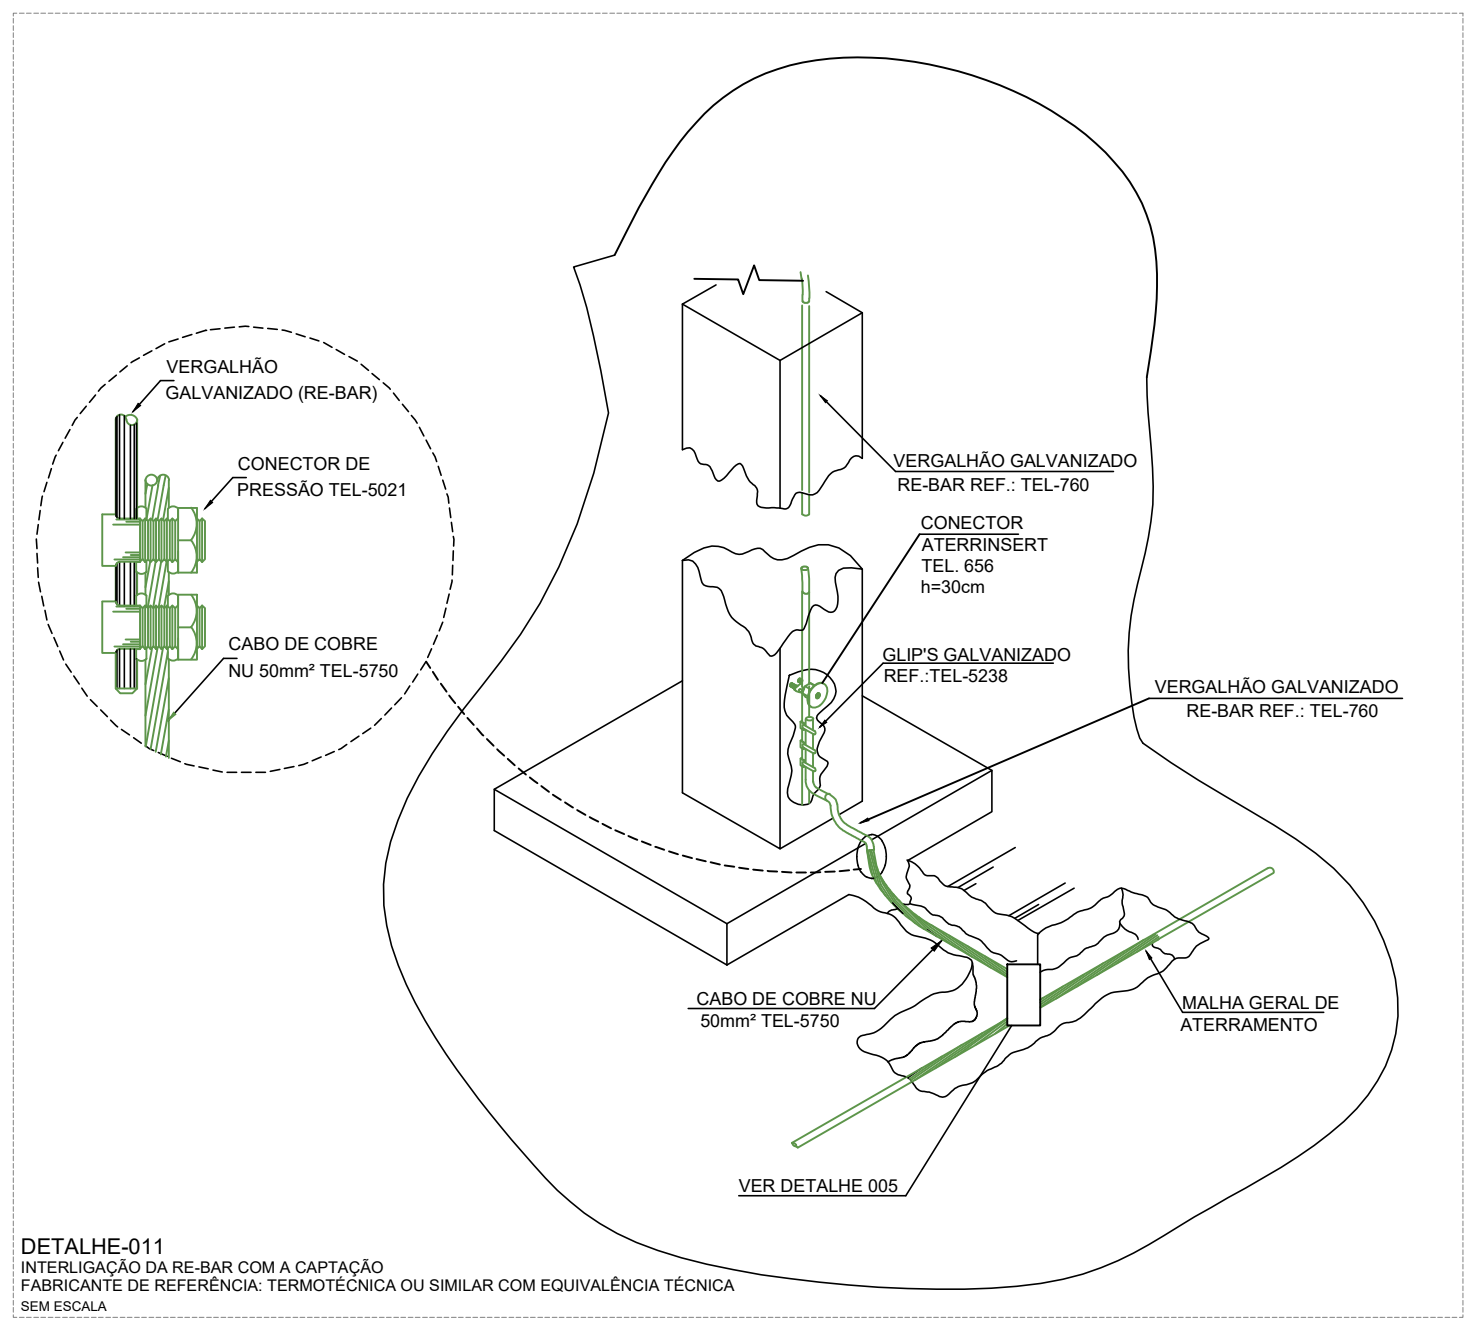 VERGALHÃO
GALVANIZADO (RE-BAR)
CONECTOR DE
PRESSÃO TEL-5021
CABO DE COBRE
NU 50mm² TEL-5750
VERGALHÃO GALVANIZADO
RE-BAR REF.: TEL-760
CONECTOR
ATERRINSERT
TEL. 656
h=30cm
GLIP'S GALVANIZADO
REF.:TEL-5238
VERGALHÃO GALVANIZADO
RE-BAR REF.: TEL-760
CABO DE COBRE NU
50mm² TEL-5750
MALHA GERAL DE
ATERRAMENTO
VER DETALHE 005
DETALHE-011
INTERLIGAÇÃO DA RE-BAR COM A CAPTAÇÃO
FABRICANTE DE REFERÊNCIA: TERMOTÉCNICA OU SIMILAR COM EQUIVALÊNCIA TÉCNICA
SEM ESCALA